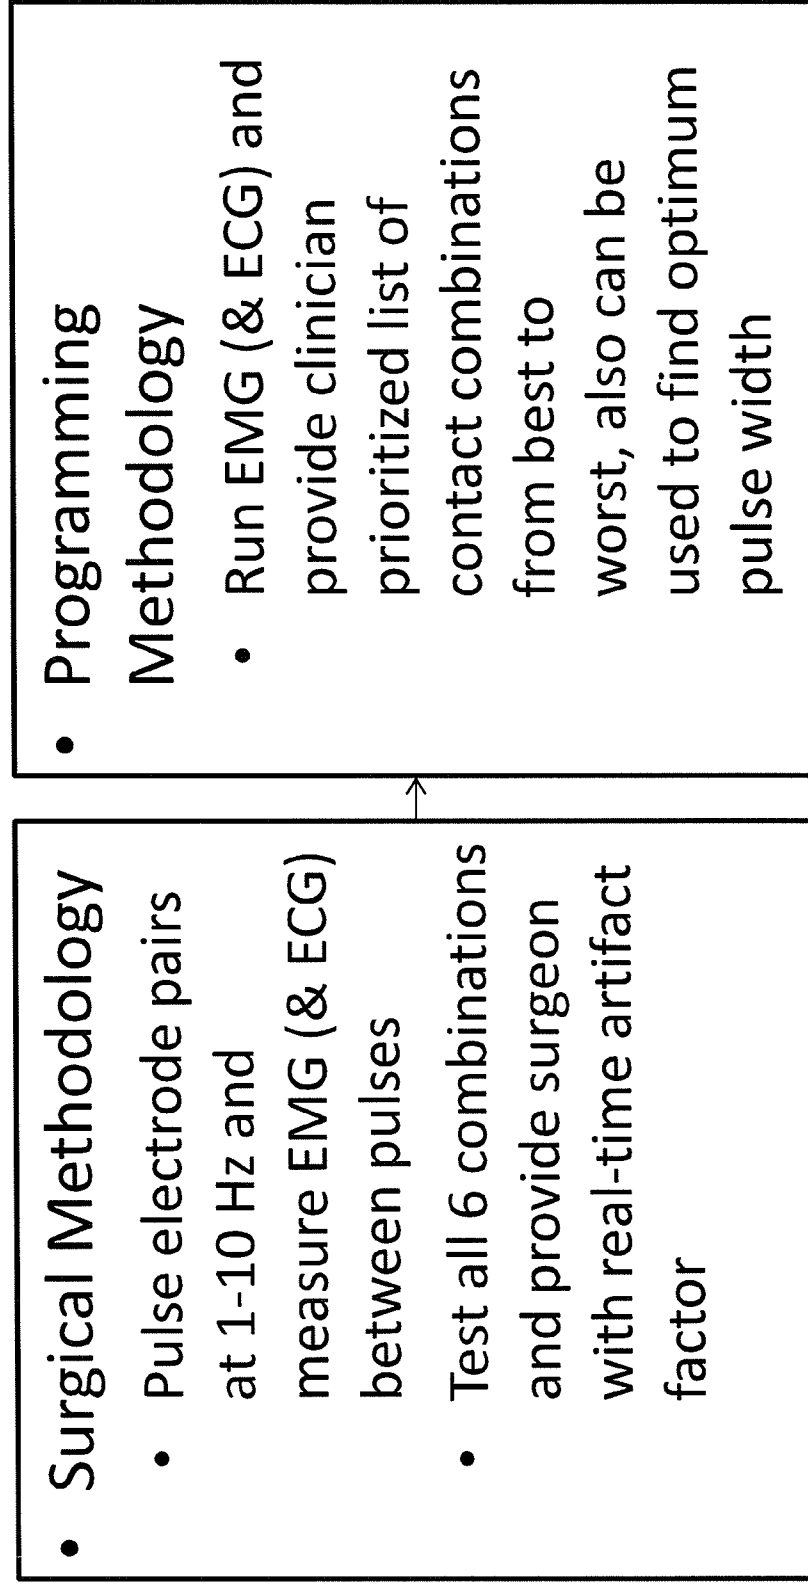 • Surgical Methodology
• Pulse electrode pairs
at 1-10 Hz and
measure EMG (& ECG)
between pulses
• Test all 6 combinations
and provide surgeon
with real-time artifact
factor
• Programming
Methodology
• Run EMG (& ECG) and
provide clinician
prioritized list of
contact combinations
from best to
worst, also can be
used to find optimum
pulse width